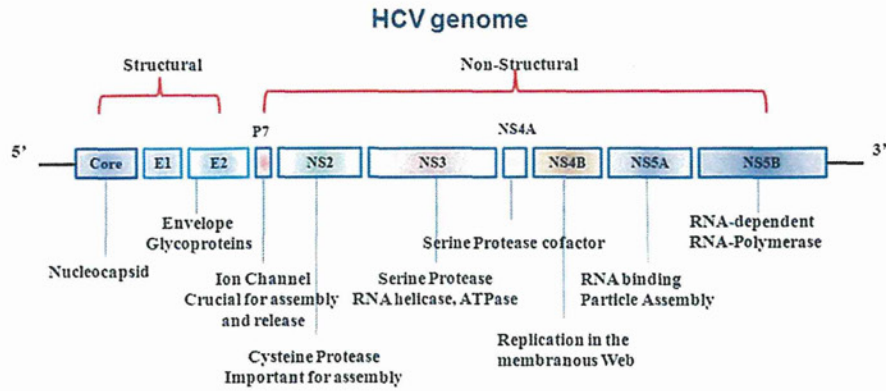 HCV genome
Structural
Non-Structural
P7
NS4A
5’
Core
E1
E2
NS2
NS3
NS4B
NS5A
NS5B
3’
Envelope
Glycoproteins
Nucleocapsid
Ion Channel
Crucial for assembly
and release
Cysteine Protease
Important for assembly
Serine Protease
RNA helicase, ATPase
Serine Protease cofactor
Replication in the
membranous Web
RNA binding
Particle Assembly
RNA-dependent
RNA-Polymerase